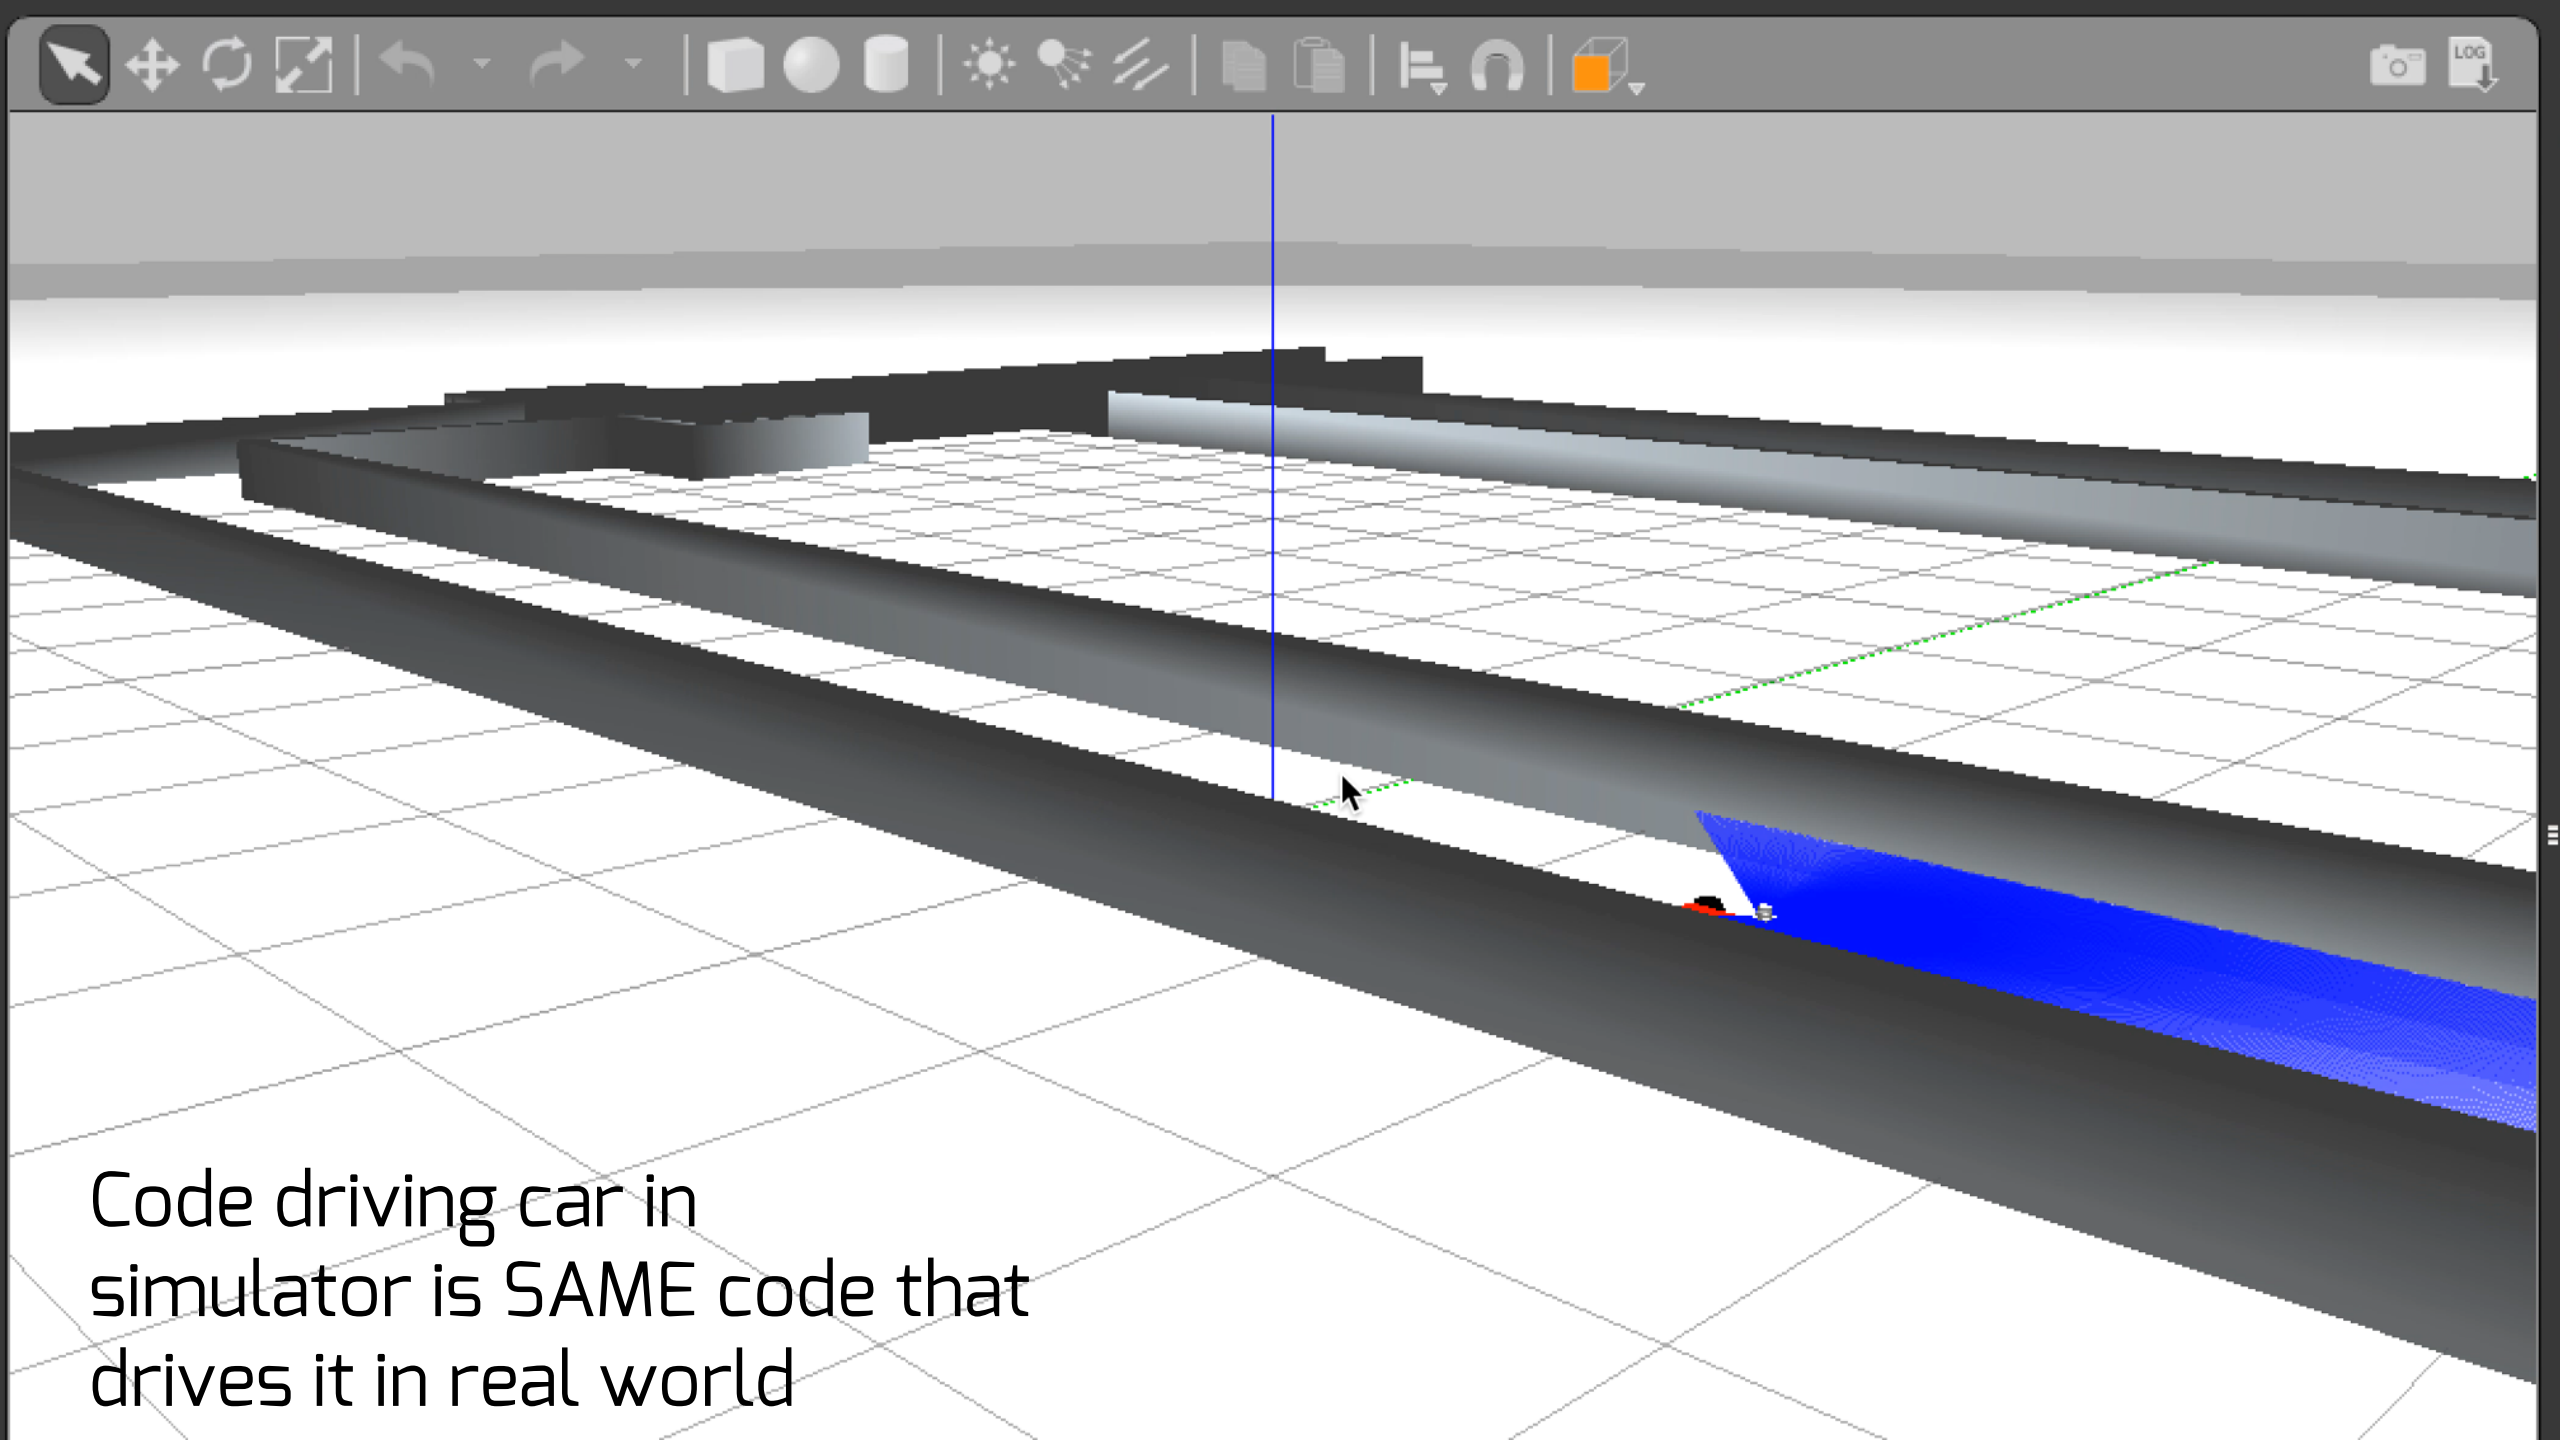 LOG
Code driving car in
simulator is SAME code that
drives it in real world